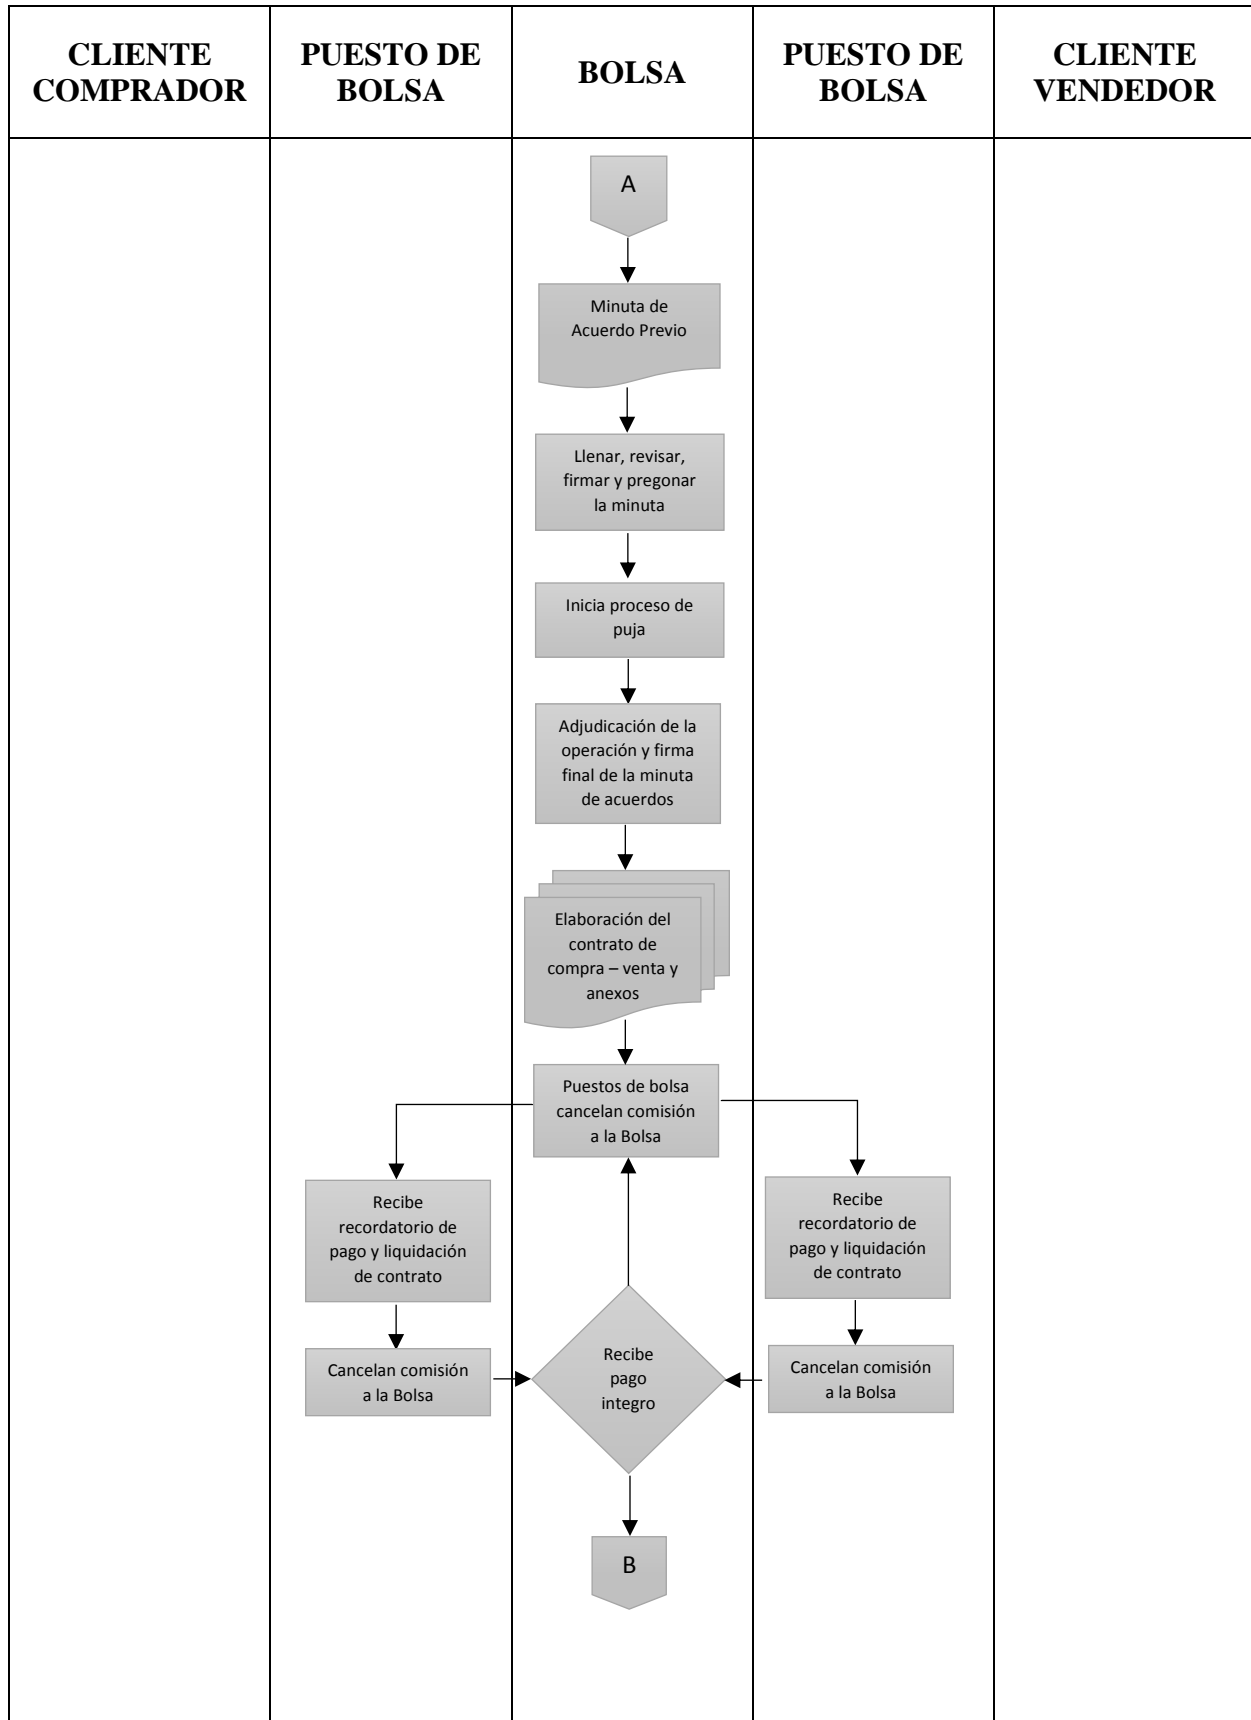 CLIENTE
COMPRADOR
PUESTO DE
BOLSA
BOLSA
PUESTO DE
BOLSA
CLIENTE
VENDEDOR
A
Minuta de
Acuerdo Previo
Llenar, revisar,
firmar y pregonar
la minuta
Inicia proceso de
puja
Adjudicación de la
operación y firma
final de la minuta
de acuerdos
Elaboración del
contrato de
compra – venta y
anexos
Puestos de bolsa
cancelan comisión
a la Bolsa
Recibe
recordatorio de
pago y liquidación
de contrato
Recibe
recordatorio de
pago y liquidación
de contrato
Cancelan comisión
a la Bolsa
Recibe
pago
integro
Cancelan comisión
a la Bolsa
B